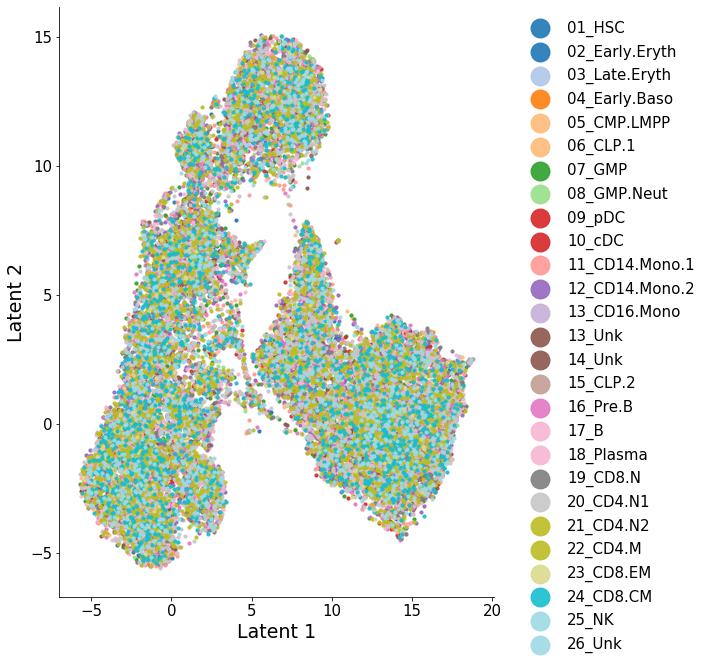 15
10
5
0
−5
−5
0
5
10
15
20
Latent 1
Latent 2
01_HSC
02_Early.Eryth
03_Late.Eryth
04_Early.Baso
05_CMP.LMPP
06_CLP.1
07_GMP
08_GMP.Neut
09_pDC
10_cDC
11_CD14.Mono.1
12_CD14.Mono.2
13_CD16.Mono
13_Unk
14_Unk
15_CLP.2
16_Pre.B
17_B
18_Plasma
19_CD8.N
20_CD4.N1
21_CD4.N2
22_CD4.M
23_CD8.EM
24_CD8.CM
25_NK
26_Unk